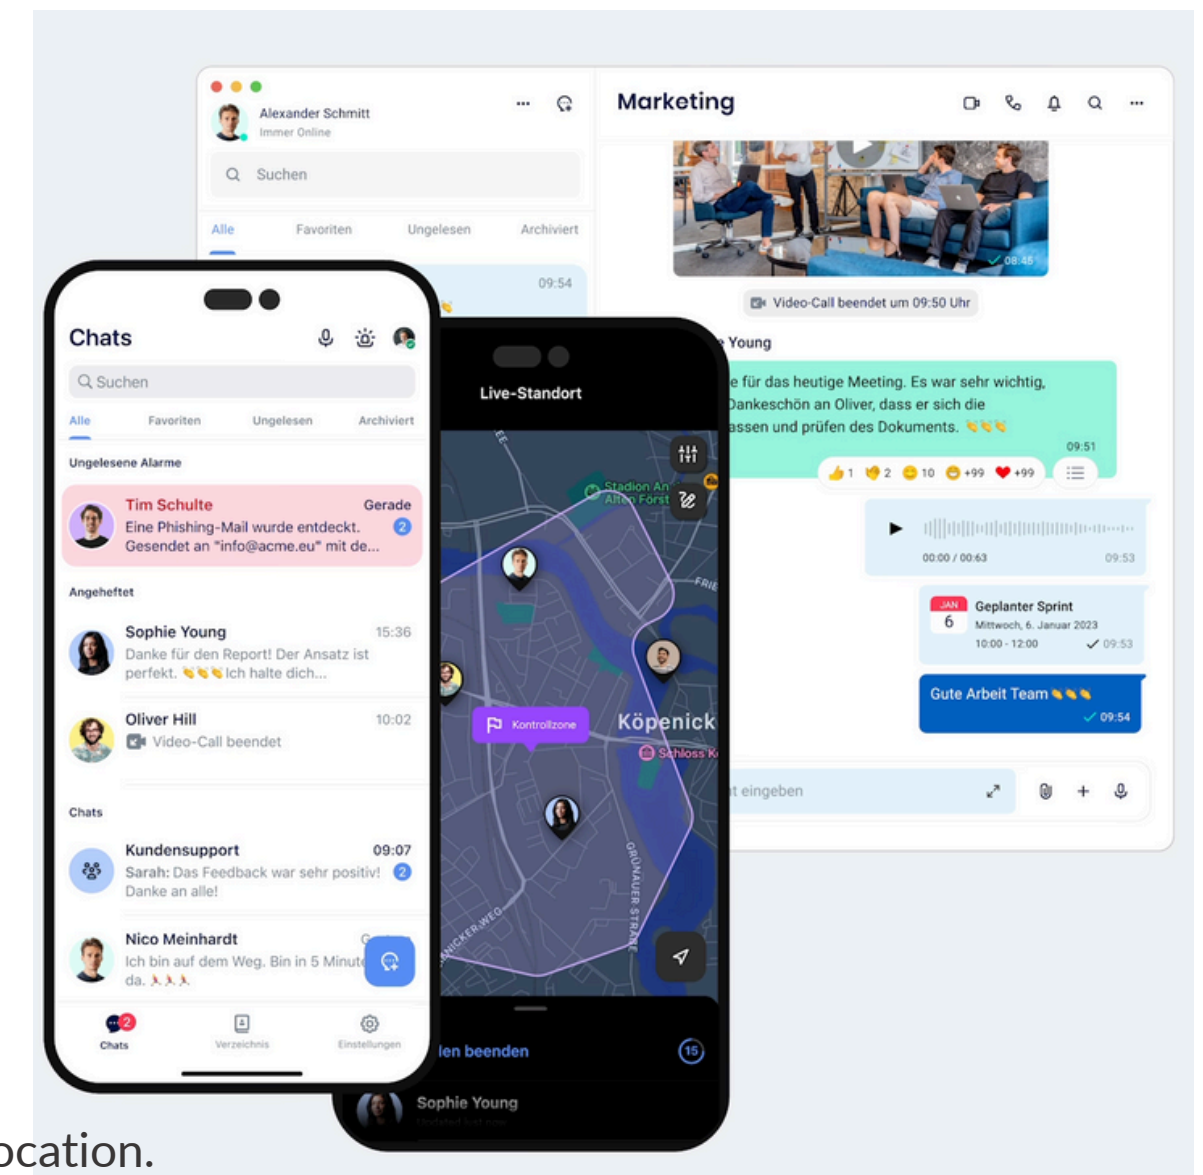 Alexander Schmitt
Immer Online
Suchen
Alle Favoriten Ungelesen Archiviert
09:54
Marketing
08:45
Video-Call beendet um 09:50 Uhr
Young
für das heutige Meeting. Es war sehr wichtig,
Dankeschön an Oliver, dass er sich die
assen und prüfen des Dokuments. 👏👏👏
09:51
👍 1 👏 2 😊 10 😁 +99 ❤️ +99
00:00 / 00:63 09:53
JAN
6
Geplanter Sprint
Mittwoch, 6. Januar 2023
10:00 - 12:00 09:53
Gute Arbeit Team 👏👏👏
09:54
eingeben
Chats
Suchen
Alle Favoriten Ungelesen Archiviert
Ungelesene Alarme
Tim Schulte Gerade
Eine Phishing-Mail wurde entdeckt. 2
Gesendet an "info@acme.eu" mit de...
Angeheftet
Sophie Young 15:36
Danke für den Report! Der Ansatz ist
perfekt. 👏👏👏 Ich halte dich...
Oliver Hill 10:02
Video-Call beendet
Chats
Kundensupport 09:07
Sarah: Das Feedback war sehr positiv! 2
Danke an alle!
Nico Meinhardt
Ich bin auf dem Weg. Bin in 5 Minute
da. 🏃🏃🏃
2
Chats Verzeichnis Einstellungen
Live-Standort
Stadion An
Alten Först
FRIE
Kontrollzone
Köpenick
Schloss K
GRÜNAUER STRAßE
NICKER-WEG
len beenden 15
Sophie Young
Updated just now
ocation.